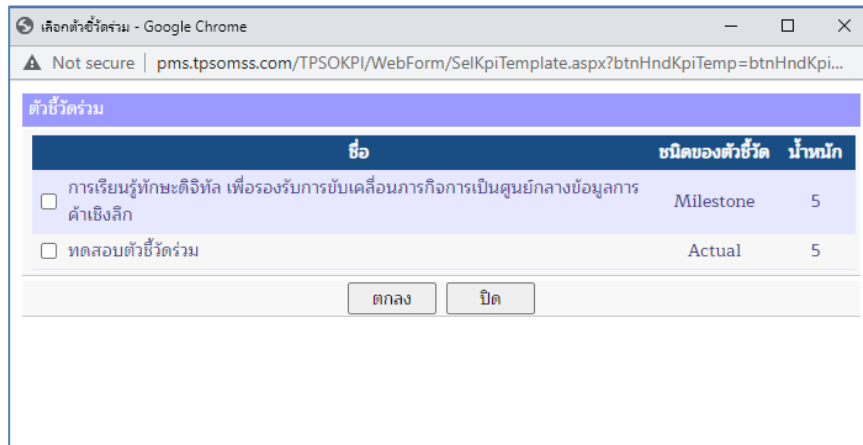 เลือกตัวชี้วัดร่วม - Google Chrome
Not secure | pms.tpsomss.com/TPSOKPI/WebForm/SelKpiTemplate.aspx?btnHndKpiTemp=btnHndKpi...
ตัวชี้วัดร่วม
ชื่อ ชนิดของตัวชี้วัด น้ำหนัก
การเรียนรู้ทักษะดิจิทัล เพื่อรองรับการขับเคลื่อนภารกิจการเป็นศูนย์กลางข้อมูลการ
ค้าเชิงลึก Milestone 5
ทดสอบตัวชี้วัดร่วม Actual 5
ตกลง ปิด